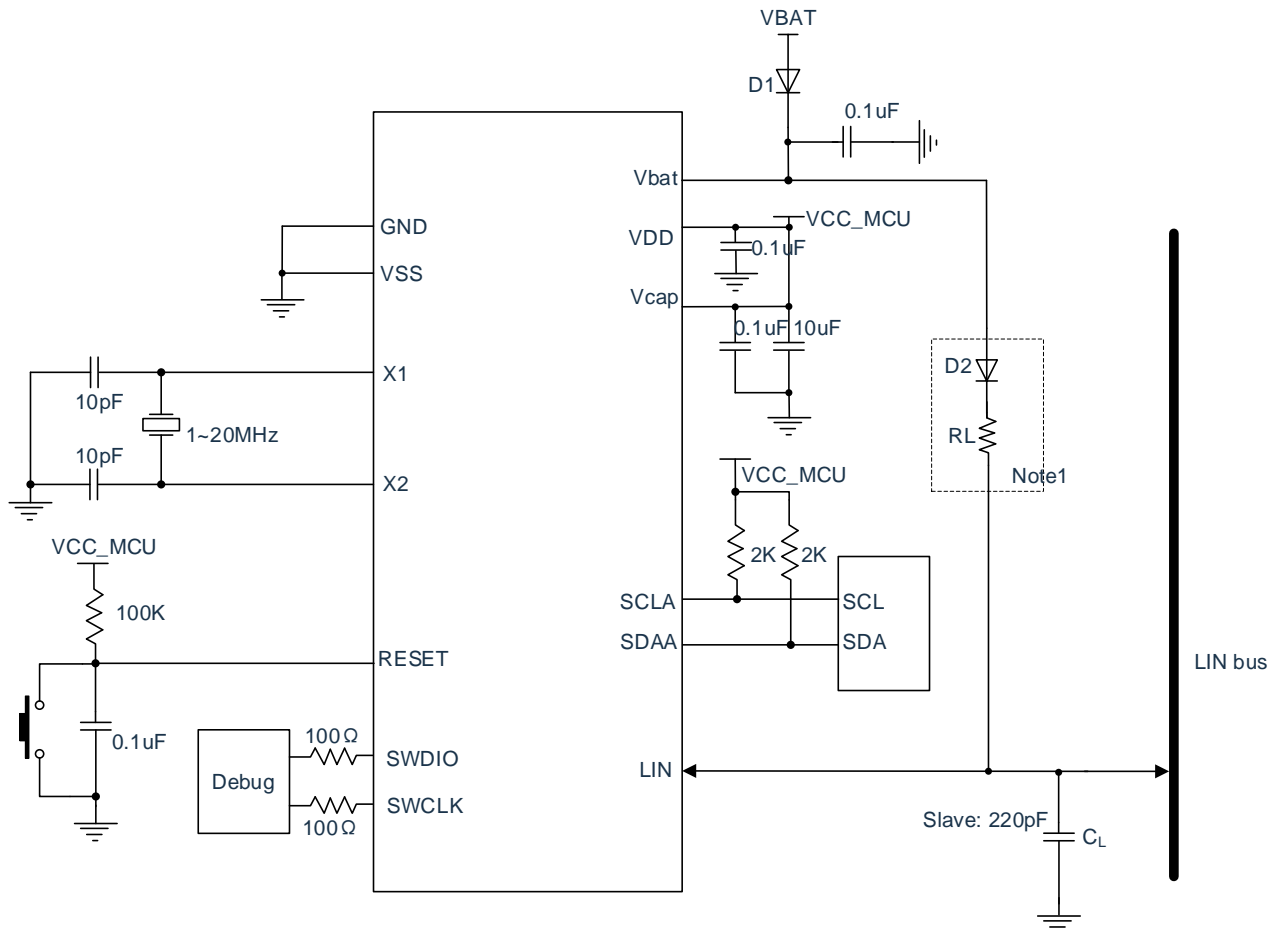 VBAT
D1
0.1uF
Vbat
GND
VCC_MCU
VDD
0.1uF
VSS
Vcap
0.1uF
10uF
X1
10pF
D2
1~20MHz
RL
10pF
VCC_MCU
Note1
X2
VCC_MCU
2K
2K
100K
SCLA
SCL
SDAA
SDA
RESET
LIN bus
0.1uF
100Ω
SWDIO
LIN
Debug
SWCLK
100Ω
Slave: 220pF
CL